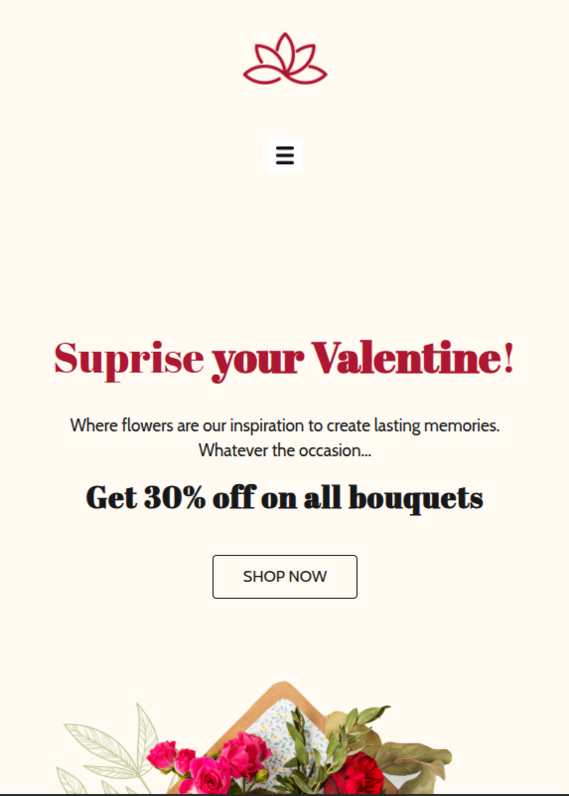 Suprise your Valentine!
Where flowers are our inspiration to create lasting memories.
Whatever the occasion...
Get 30% off on all bouquets
SHOP NOW